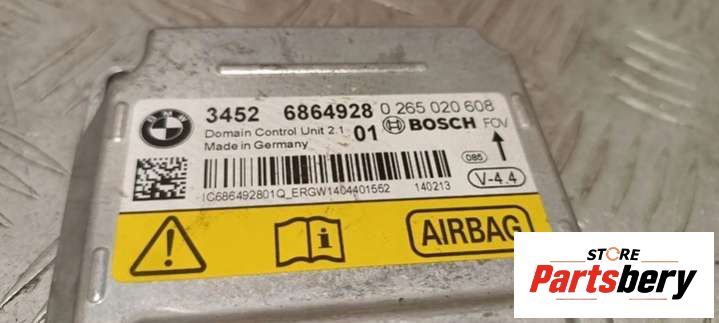 BMW
3452 6864928 0 265 020 608
Domain Control Unit 2.1 01 BOSCH FOV
Made in Germany
085
IC686492801Q_ERGW1404401552 140213
V-4.4
AIRBAG
STORE
Partsbery